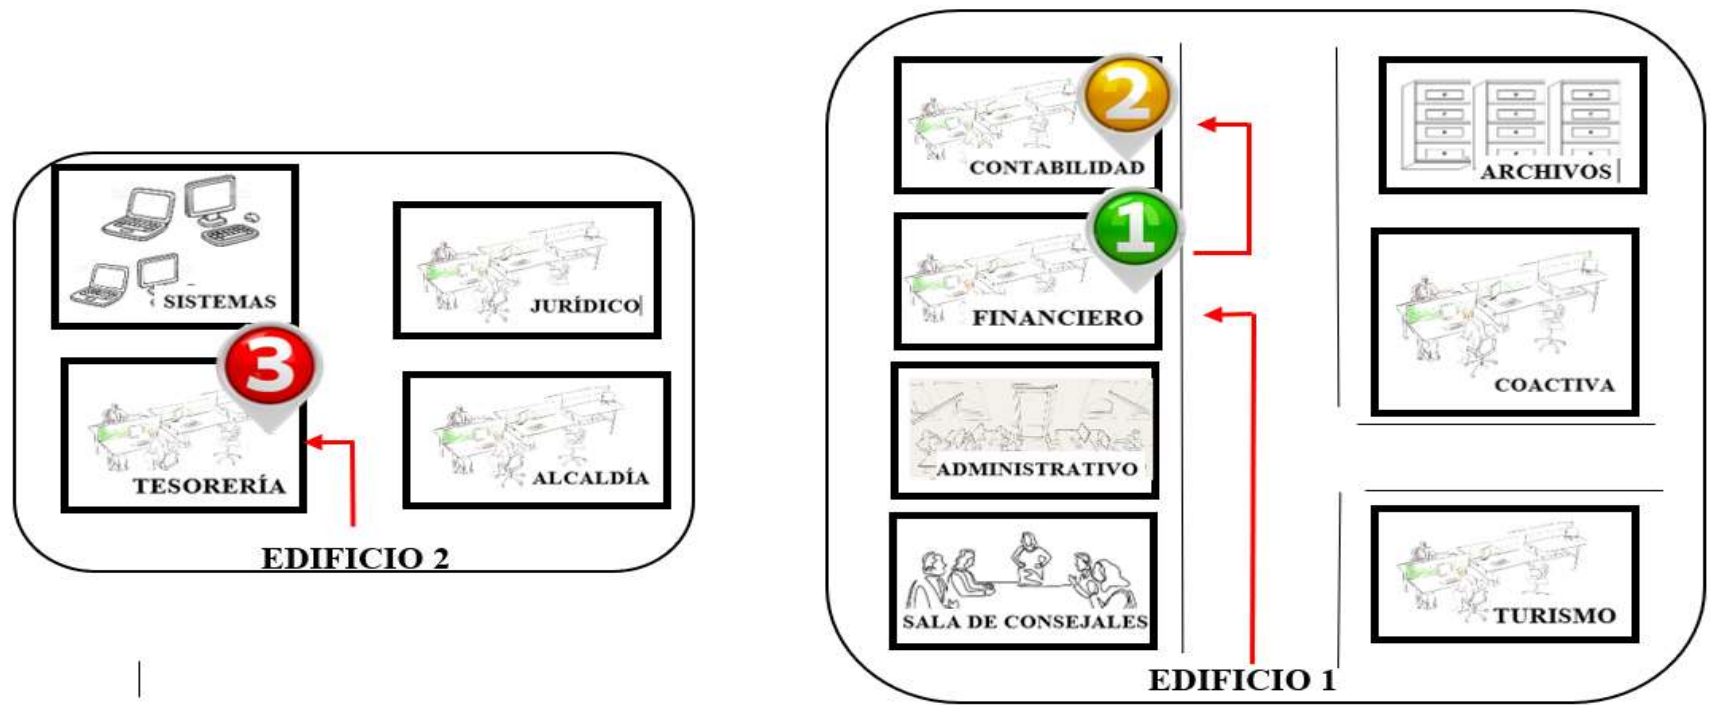 SISTEMAS
JURÍDICO
3
TESORERÍA
ALCALDÍA
EDIFICIO 2
2
CONTABILIDAD
ARCHIVOS
1
FINANCIERO
COACTIVA
ADMINISTRATIVO
SALA DE CONSEJALES
TURISMO
EDIFICIO 1